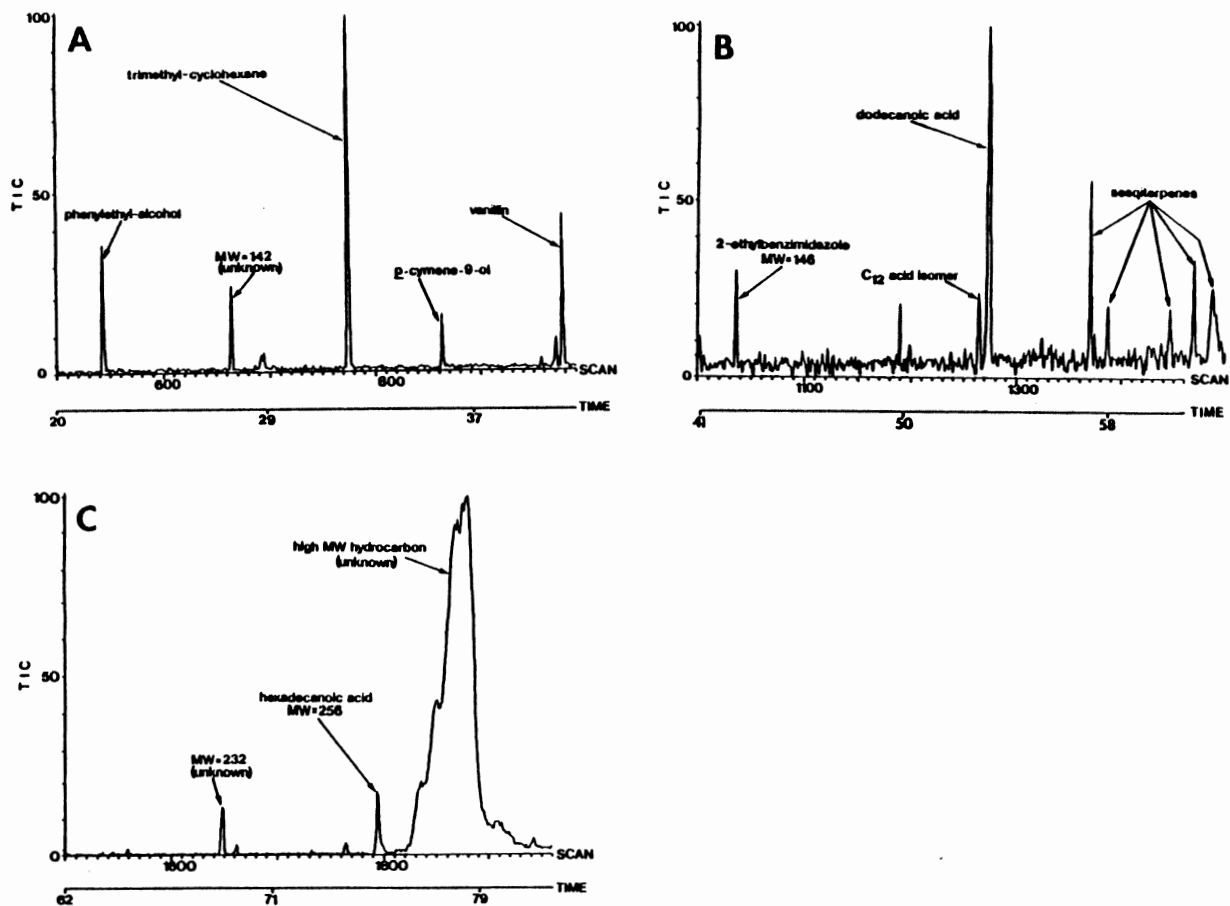 A
100
trimethyl-cyclohexane
TIC
50
phenylethyl-alcohol
vanillin
MW=142
(unknown)
p-cymene-9-ol
0
600
800
SCAN
20
29
37
TIME
B
100
dodecanoic acid
TIC
50
sesqiterpenes
2-ethylbenzimidazole
MW=146
C12 acid isomer
0
1100
1300
SCAN
41
50
58
TIME
C
100
high MW hydrocarbon
(unknown)
TIC
50
hexadecanoic acid
MW=256
MW=232
(unknown)
0
1600
1800
SCAN
62
71
79
TIME